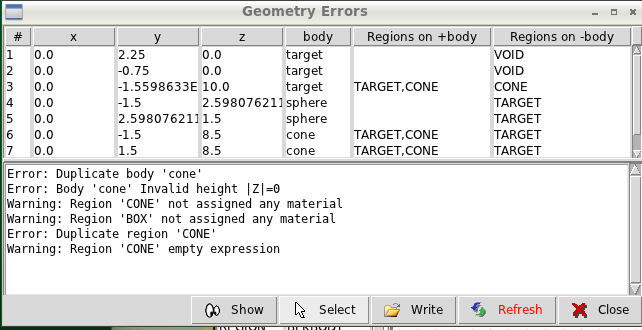 Geometry Errors
# x y z body Regions on +body Regions on -body
1 0.0 2.25 0.0 target VOID
2 0.0 -0.75 0.0 target VOID
3 0.0 -1.5598633E 10.0 target TARGET,CONE CONE
4 0.0 -1.5 2.598076211 sphere TARGET
5 0.0 2.598076211 1.5 sphere TARGET
6 0.0 -1.5 8.5 cone TARGET,CONE TARGET
7 0.0 1.5 8.5 cone TARGET,CONE TARGET
Error: Duplicate body 'cone'
Error: Body 'cone' Invalid height |Z|=0
Warning: Region 'CONE' not assigned any material
Warning: Region 'BOX' not assigned any material
Error: Duplicate region 'CONE'
Warning: Region 'CONE' empty expression
Show Select Write Refresh Close